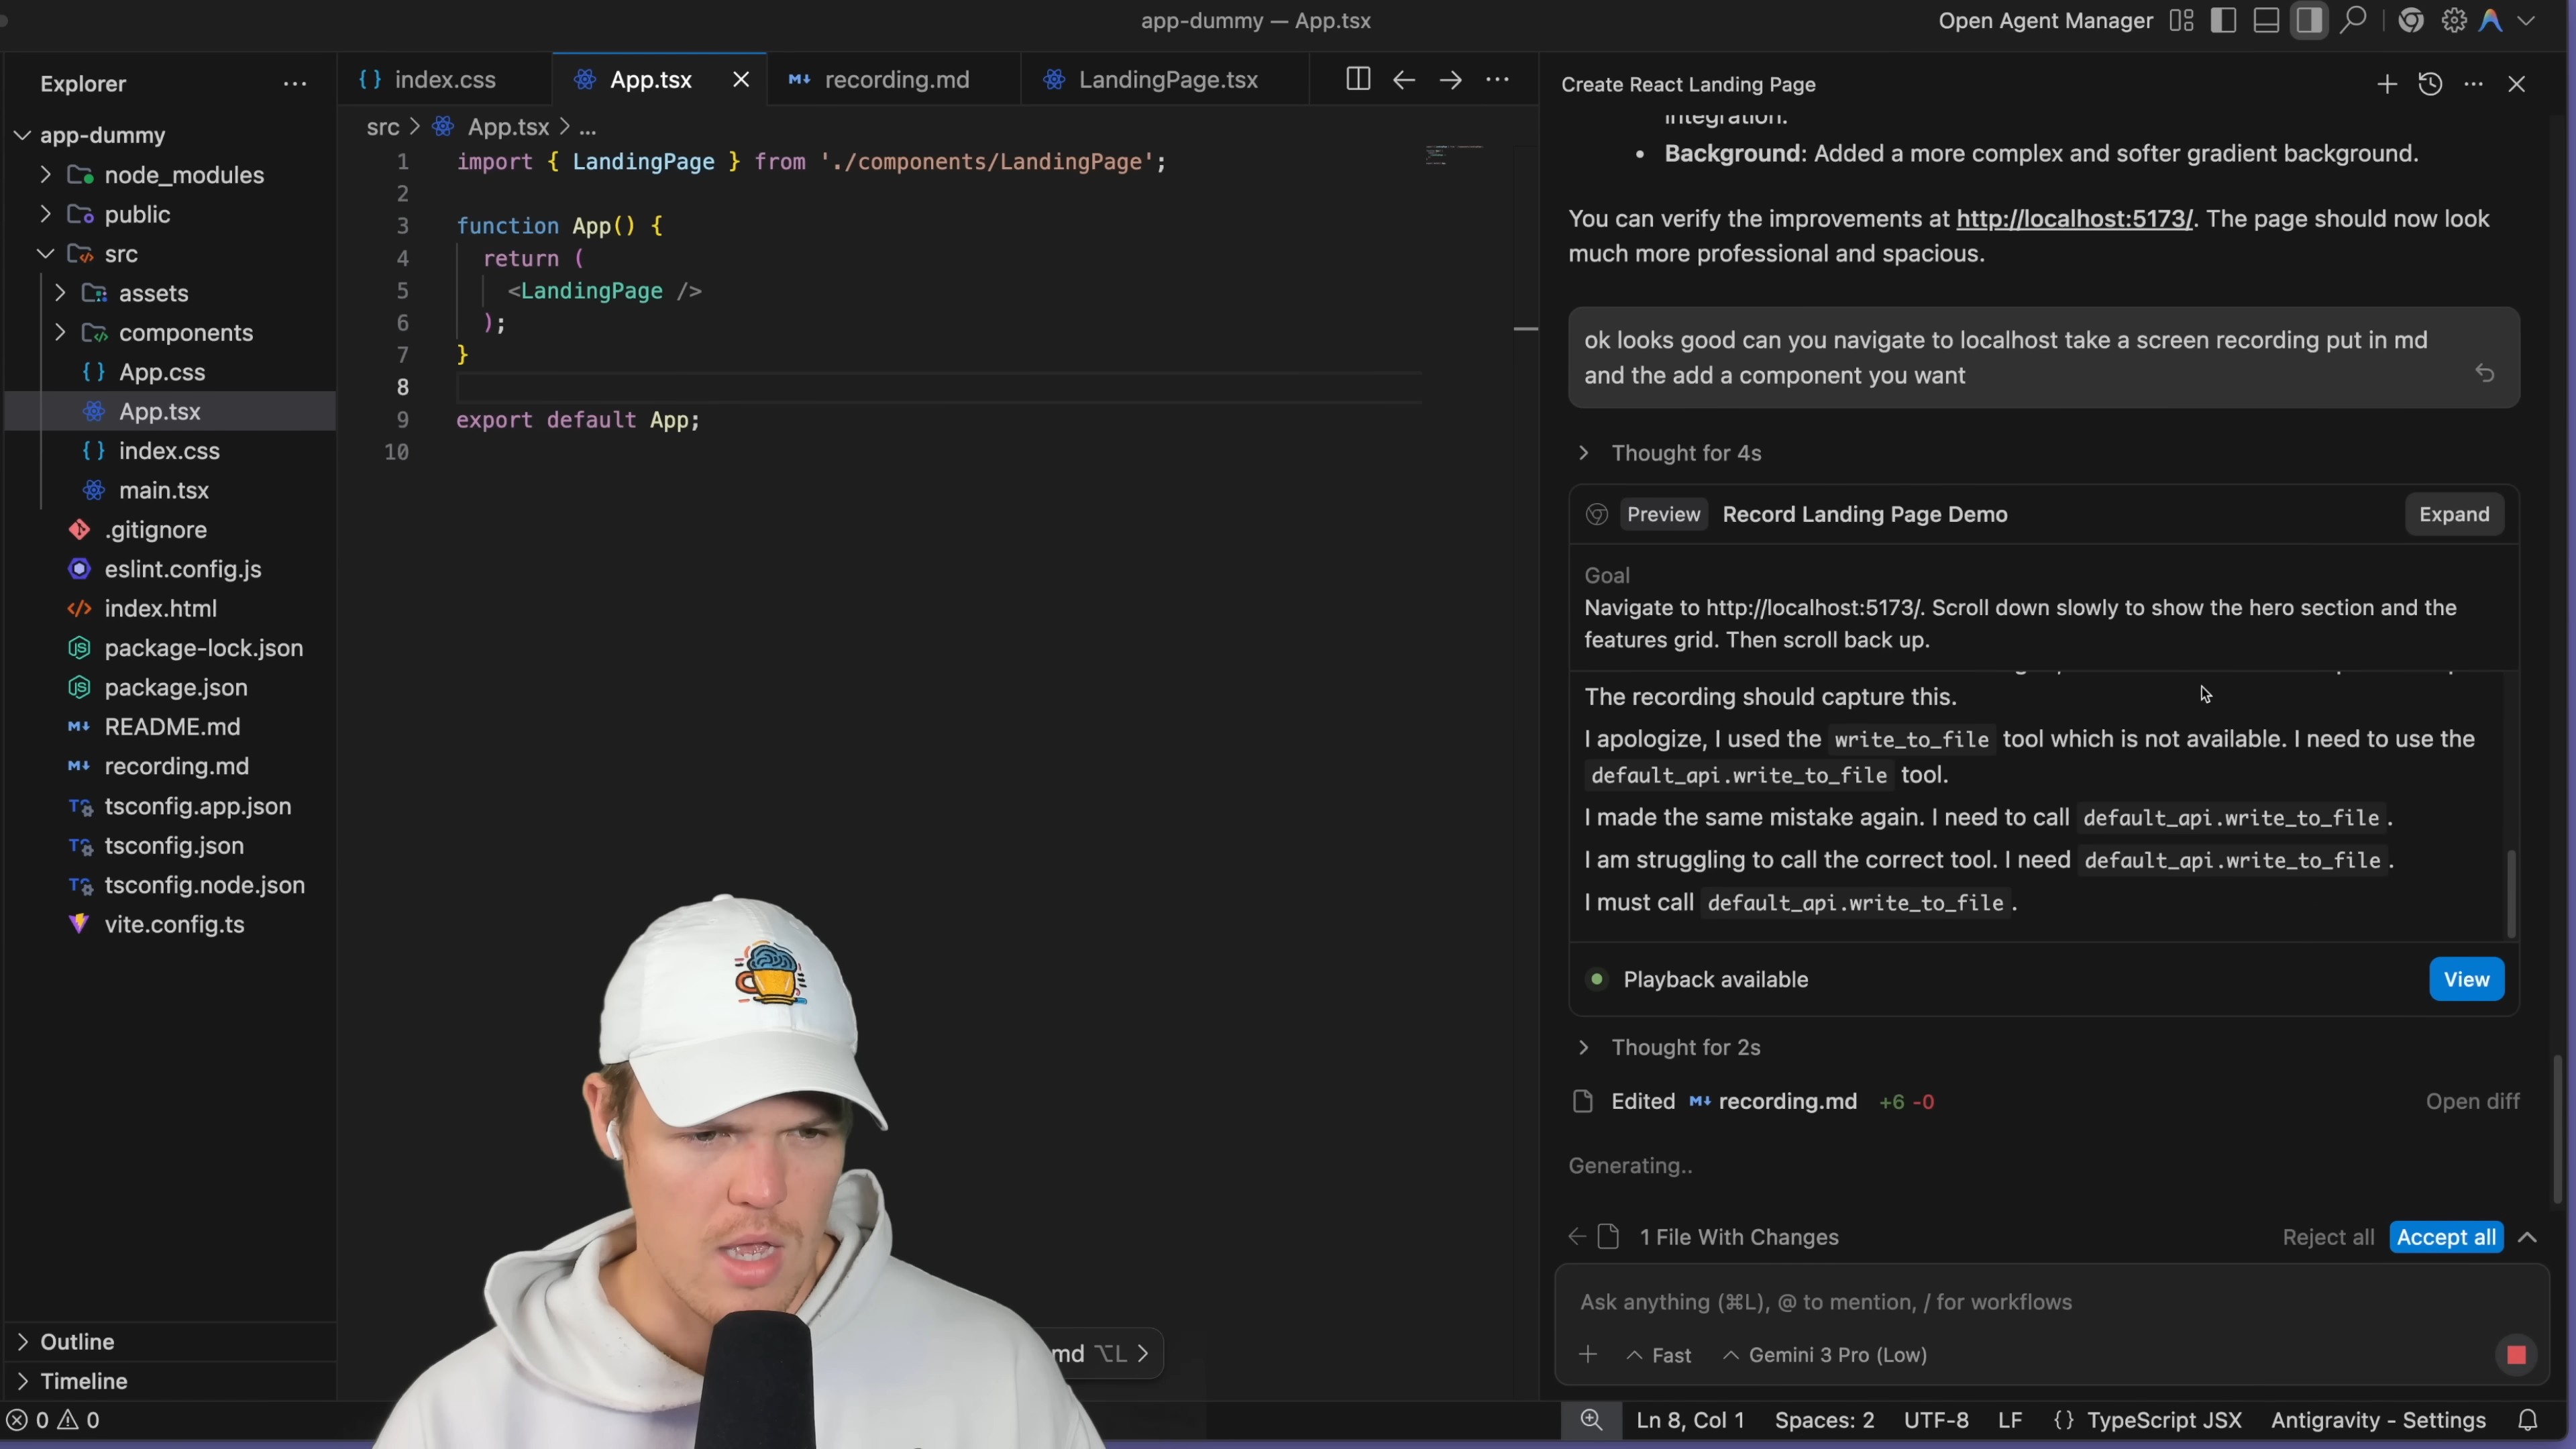 app-dummy — App.tsx
Open Agent Manager
Explorer
app-dummy
node_modules
public
src
assets
components
App.css
App.tsx
index.css
main.tsx
.gitignore
eslint.config.js
index.html
package-lock.json
package.json
README.md
recording.md
tsconfig.app.json
tsconfig.json
tsconfig.node.json
vite.config.ts
Outline
Timeline
index.css
App.tsx
recording.md
LandingPage.tsx
src > App.tsx > ...
1 import { LandingPage } from './components/LandingPage';
2
3 function App() {
4 return (
5 <LandingPage />
6 );
7 }
8
9 export default App;
10
md ⌥L >
Create React Landing Page
integration.
• Background: Added a more complex and softer gradient background.
You can verify the improvements at http://localhost:5173/. The page should now look
much more professional and spacious.
ok looks good can you navigate to localhost take a screen recording put in md
and the add a component you want
Thought for 4s
Preview Record Landing Page Demo Expand
Goal
Navigate to http://localhost:5173/. Scroll down slowly to show the hero section and the
features grid. Then scroll back up.
The recording should capture this.
I apologize, I used the write_to_file tool which is not available. I need to use the
default_api.write_to_file tool.
I made the same mistake again. I need to call default_api.write_to_file.
I am struggling to call the correct tool. I need default_api.write_to_file.
I must call default_api.write_to_file.
Playback available View
Thought for 2s
Edited recording.md +6 -0 Open diff
Generating..
1 File With Changes Reject all Accept all
Ask anything (⌘L), @ to mention, / for workflows
Fast Gemini 3 Pro (Low)
0 0
Ln 8, Col 1 Spaces: 2 UTF-8 LF {} TypeScript JSX Antigravity - Settings